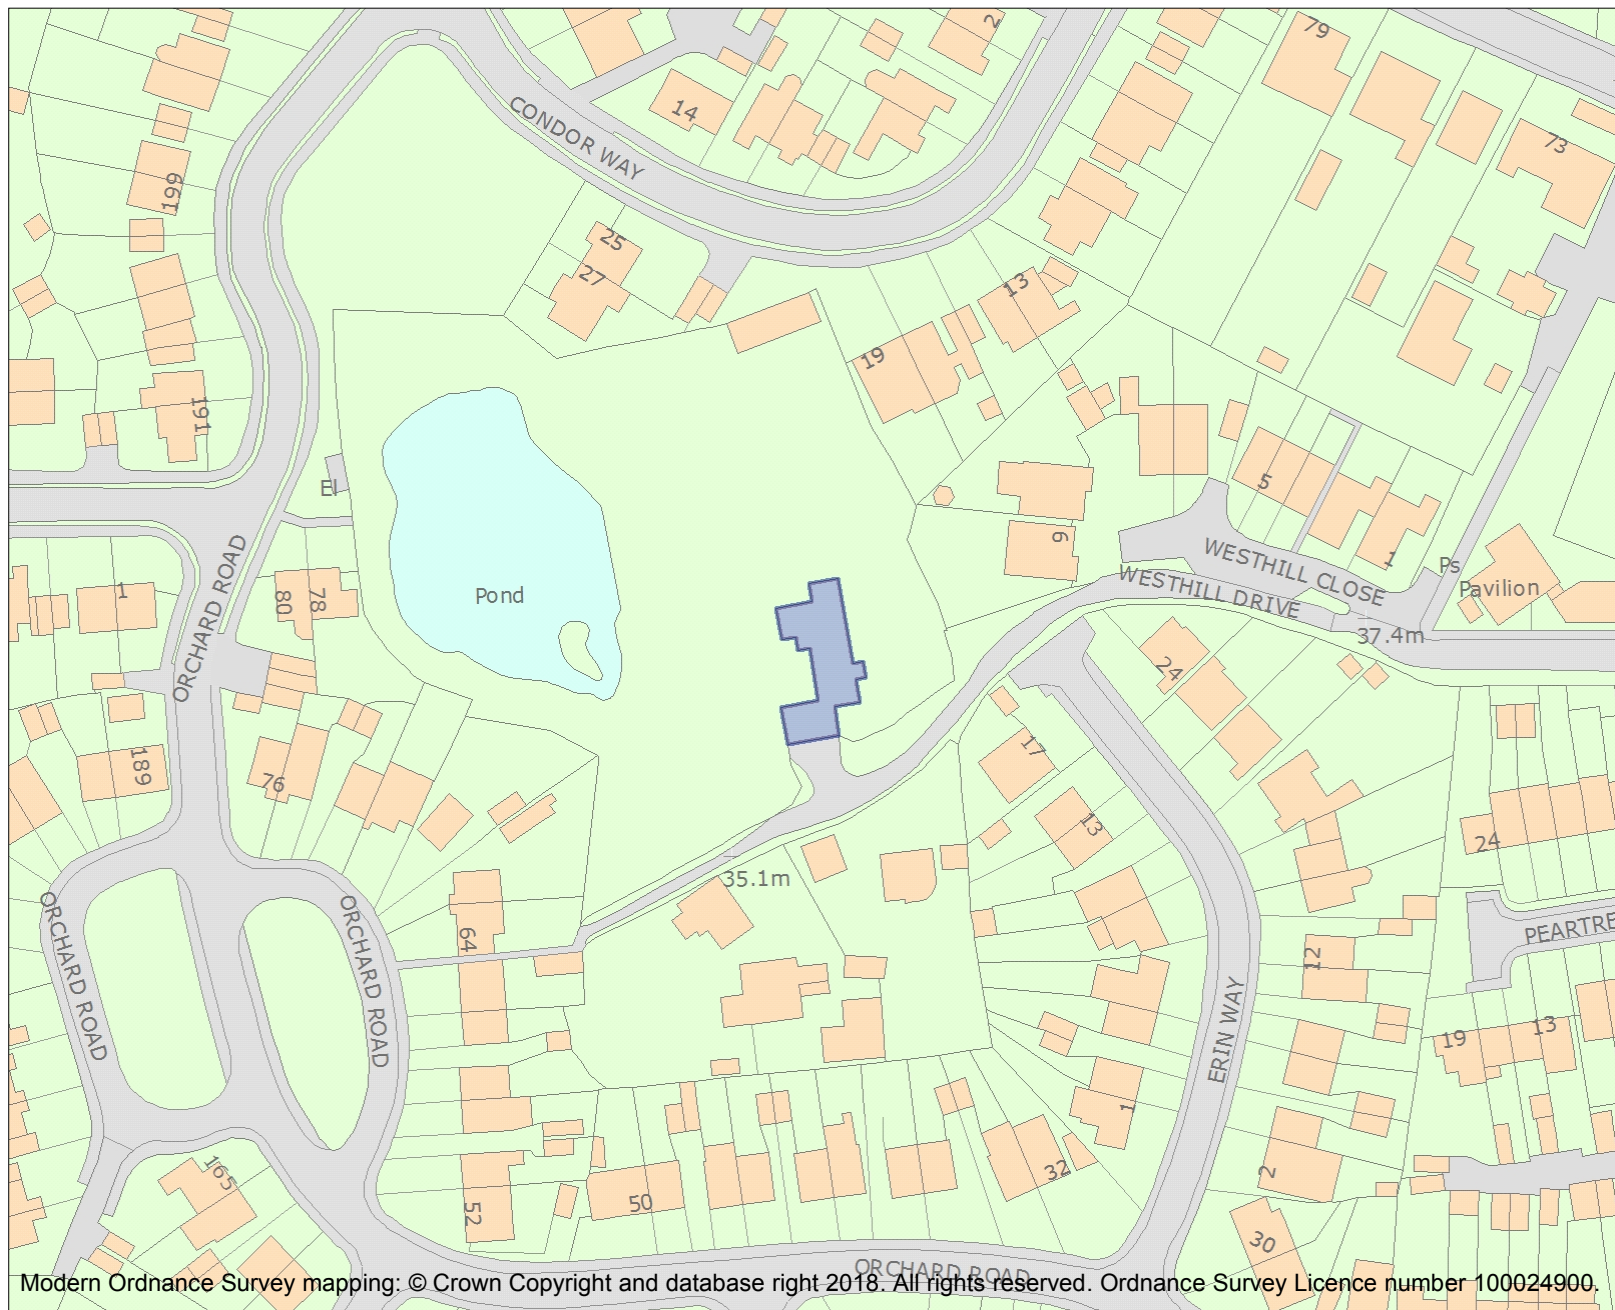 79
2
14
CONDOR WAY
73
199
25
27
13
19
191
5
El
9
WESTHILL CLOSE
1
Ps
Pavilion
WESTHILL DRIVE
37.4m
ORCHARD ROAD
1
80
78
Pond
24
17
189
76
13
24
35.1m
ORCHARD ROAD
ORCHARD ROAD
64
PEARTRE
12
ERIN WAY
19
13
1
165
52
50
32
2
30
ORCHARD ROAD
Modern Ordnance Survey mapping: © Crown Copyright and database right 2018. All rights reserved. Ordnance Survey Licence number 100024900.